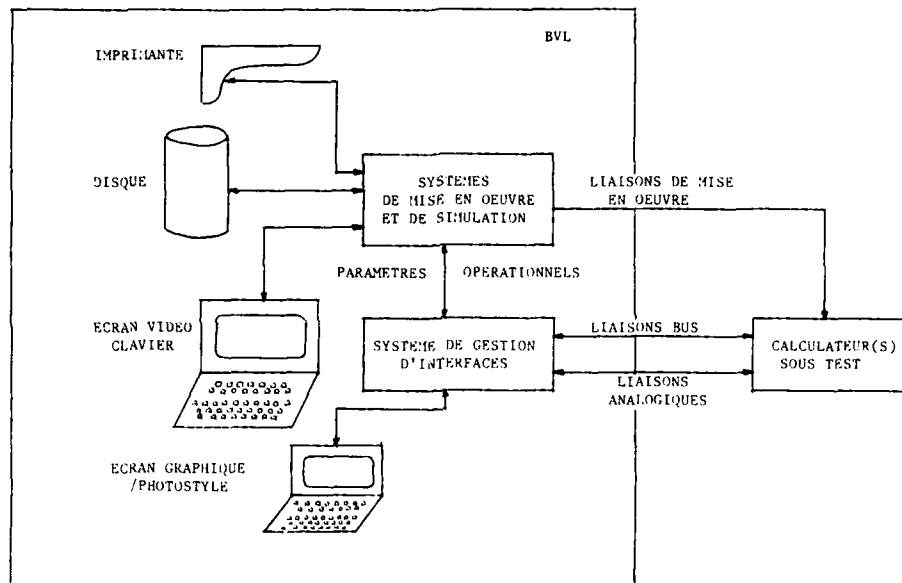 BVL
IMPRIMANTE
DISQUE
SYSTEMES
DE MISE EN OEUVRE
ET DE SIMULATION
LIAISONS DE MISE
EN OEUVRE
PARAMETRES OPERATIONNELS
ECRAN VIDEO
CLAVIER
SYSTEME DE GESTION
D'INTERFACES
LIAISONS BUS
LIAISONS
ANALOGIQUES
CALCULATEUR(S)
SOUS TEST
ECRAN GRAPHIQUE
/PHOTOSTYLE